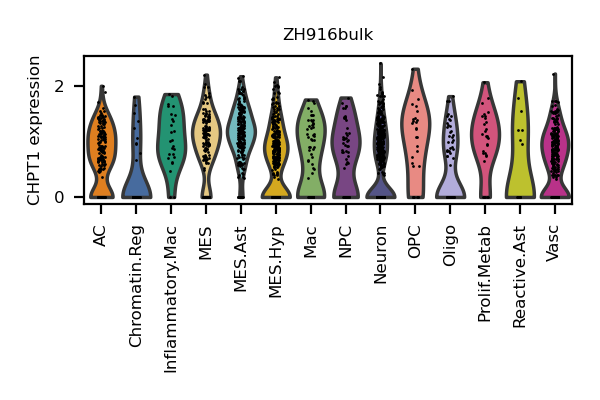 ZH916bulk
CHPT1 expression
2
0
AC
Chromatin.Reg
Inflammatory.Mac
MES
MES.Ast
MES.Hyp
Mac
NPC
Neuron
OPC
Oligo
Prolif.Metab
Reactive.Ast
Vasc